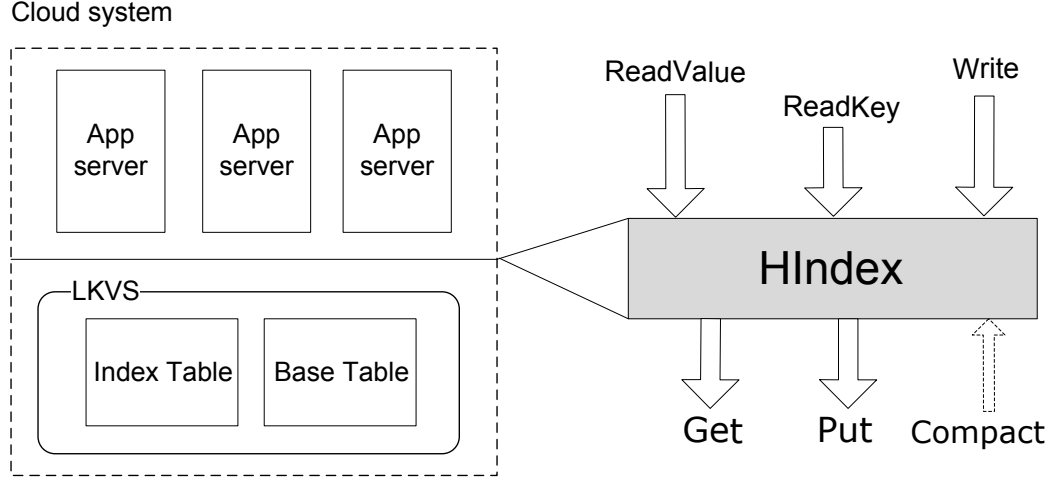 Cloud system
App
server
App
server
App
server
ReadValue
ReadKey
Write
HIndex
LKVS
Index Table
Base Table
Get
Put
Compact